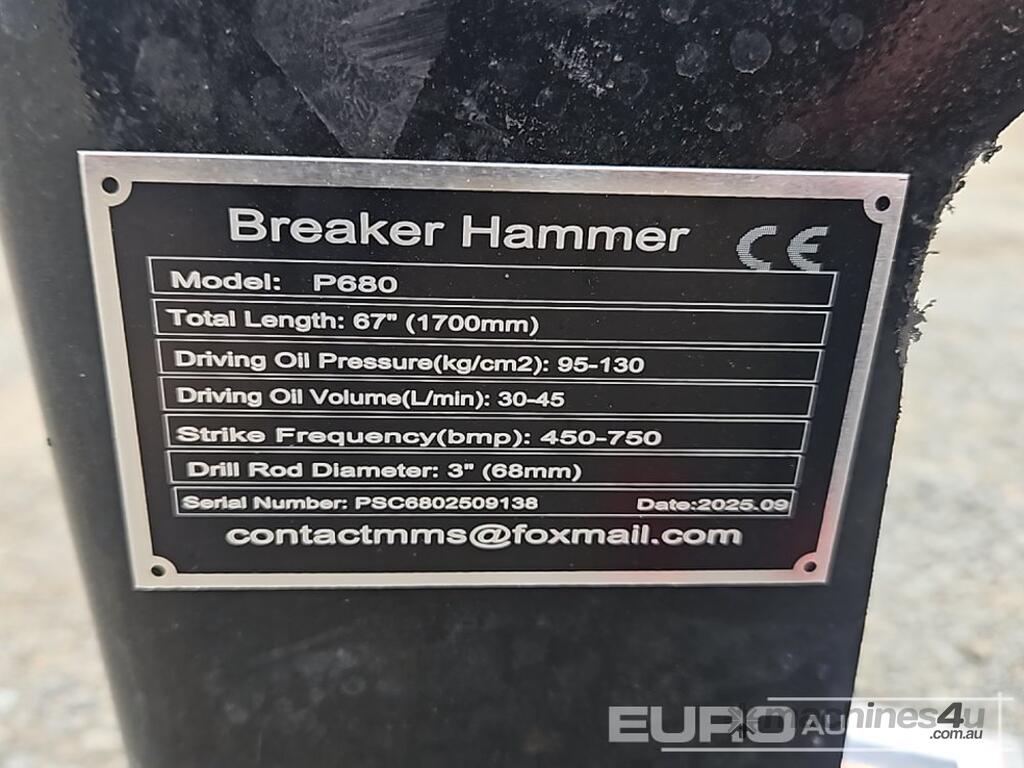 Breaker Hammer CE
Model: P680
Total Length: 67" (1700mm)
Driving Oil Pressure(kg/cm2): 95-130
Driving Oil Volume(L/min): 30-45
Strike Frequency(bmp): 450-750
Drill Rod Diameter: 3" (68mm)
Serial Number: PSC6802509138 Date:2025.09
contactmms@foxmail.com
EURO AU
machines4u
.com.au